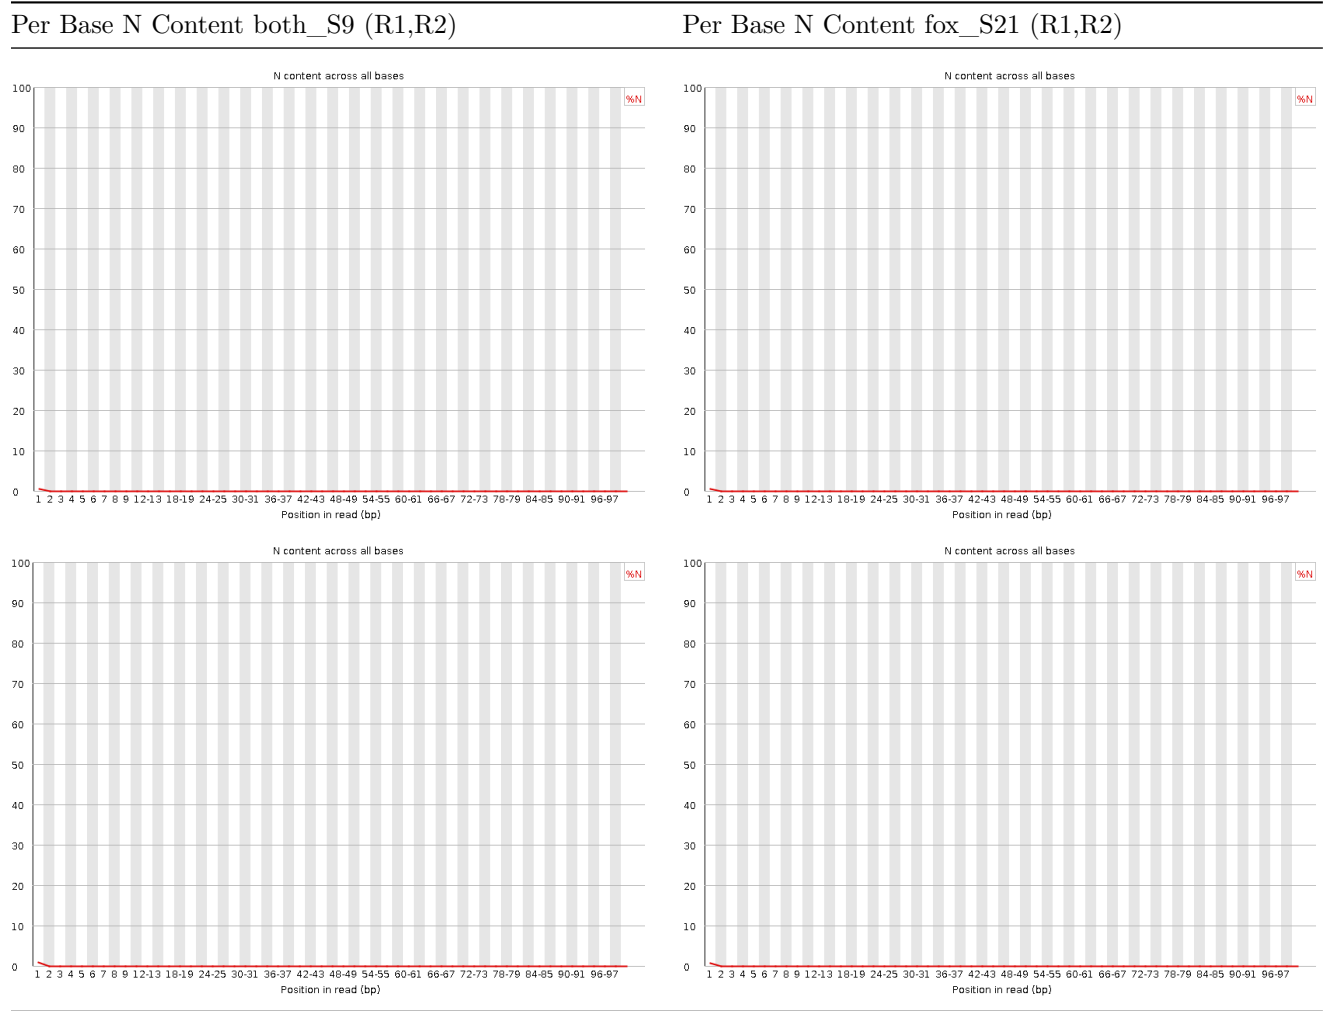 Per Base N Content both_S9 (R1,R2)
Per Base N Content fox_S21 (R1,R2)
N content across all bases
%N
100
90
80
70
60
50
40
30
20
10
0
1 2 3 4 5 6 7 8 9 12-13 18-19 24-25 30-31 36-37 42-43 48-49 54-55 60-61 66-67 72-73 78-79 84-85 90-91 96-97
Position in read (bp)
N content across all bases
%N
100
90
80
70
60
50
40
30
20
10
0
1 2 3 4 5 6 7 8 9 12-13 18-19 24-25 30-31 36-37 42-43 48-49 54-55 60-61 66-67 72-73 78-79 84-85 90-91 96-97
Position in read (bp)
N content across all bases
%N
100
90
80
70
60
50
40
30
20
10
0
1 2 3 4 5 6 7 8 9 12-13 18-19 24-25 30-31 36-37 42-43 48-49 54-55 60-61 66-67 72-73 78-79 84-85 90-91 96-97
Position in read (bp)
N content across all bases
%N
100
90
80
70
60
50
40
30
20
10
0
1 2 3 4 5 6 7 8 9 12-13 18-19 24-25 30-31 36-37 42-43 48-49 54-55 60-61 66-67 72-73 78-79 84-85 90-91 96-97
Position in read (bp)